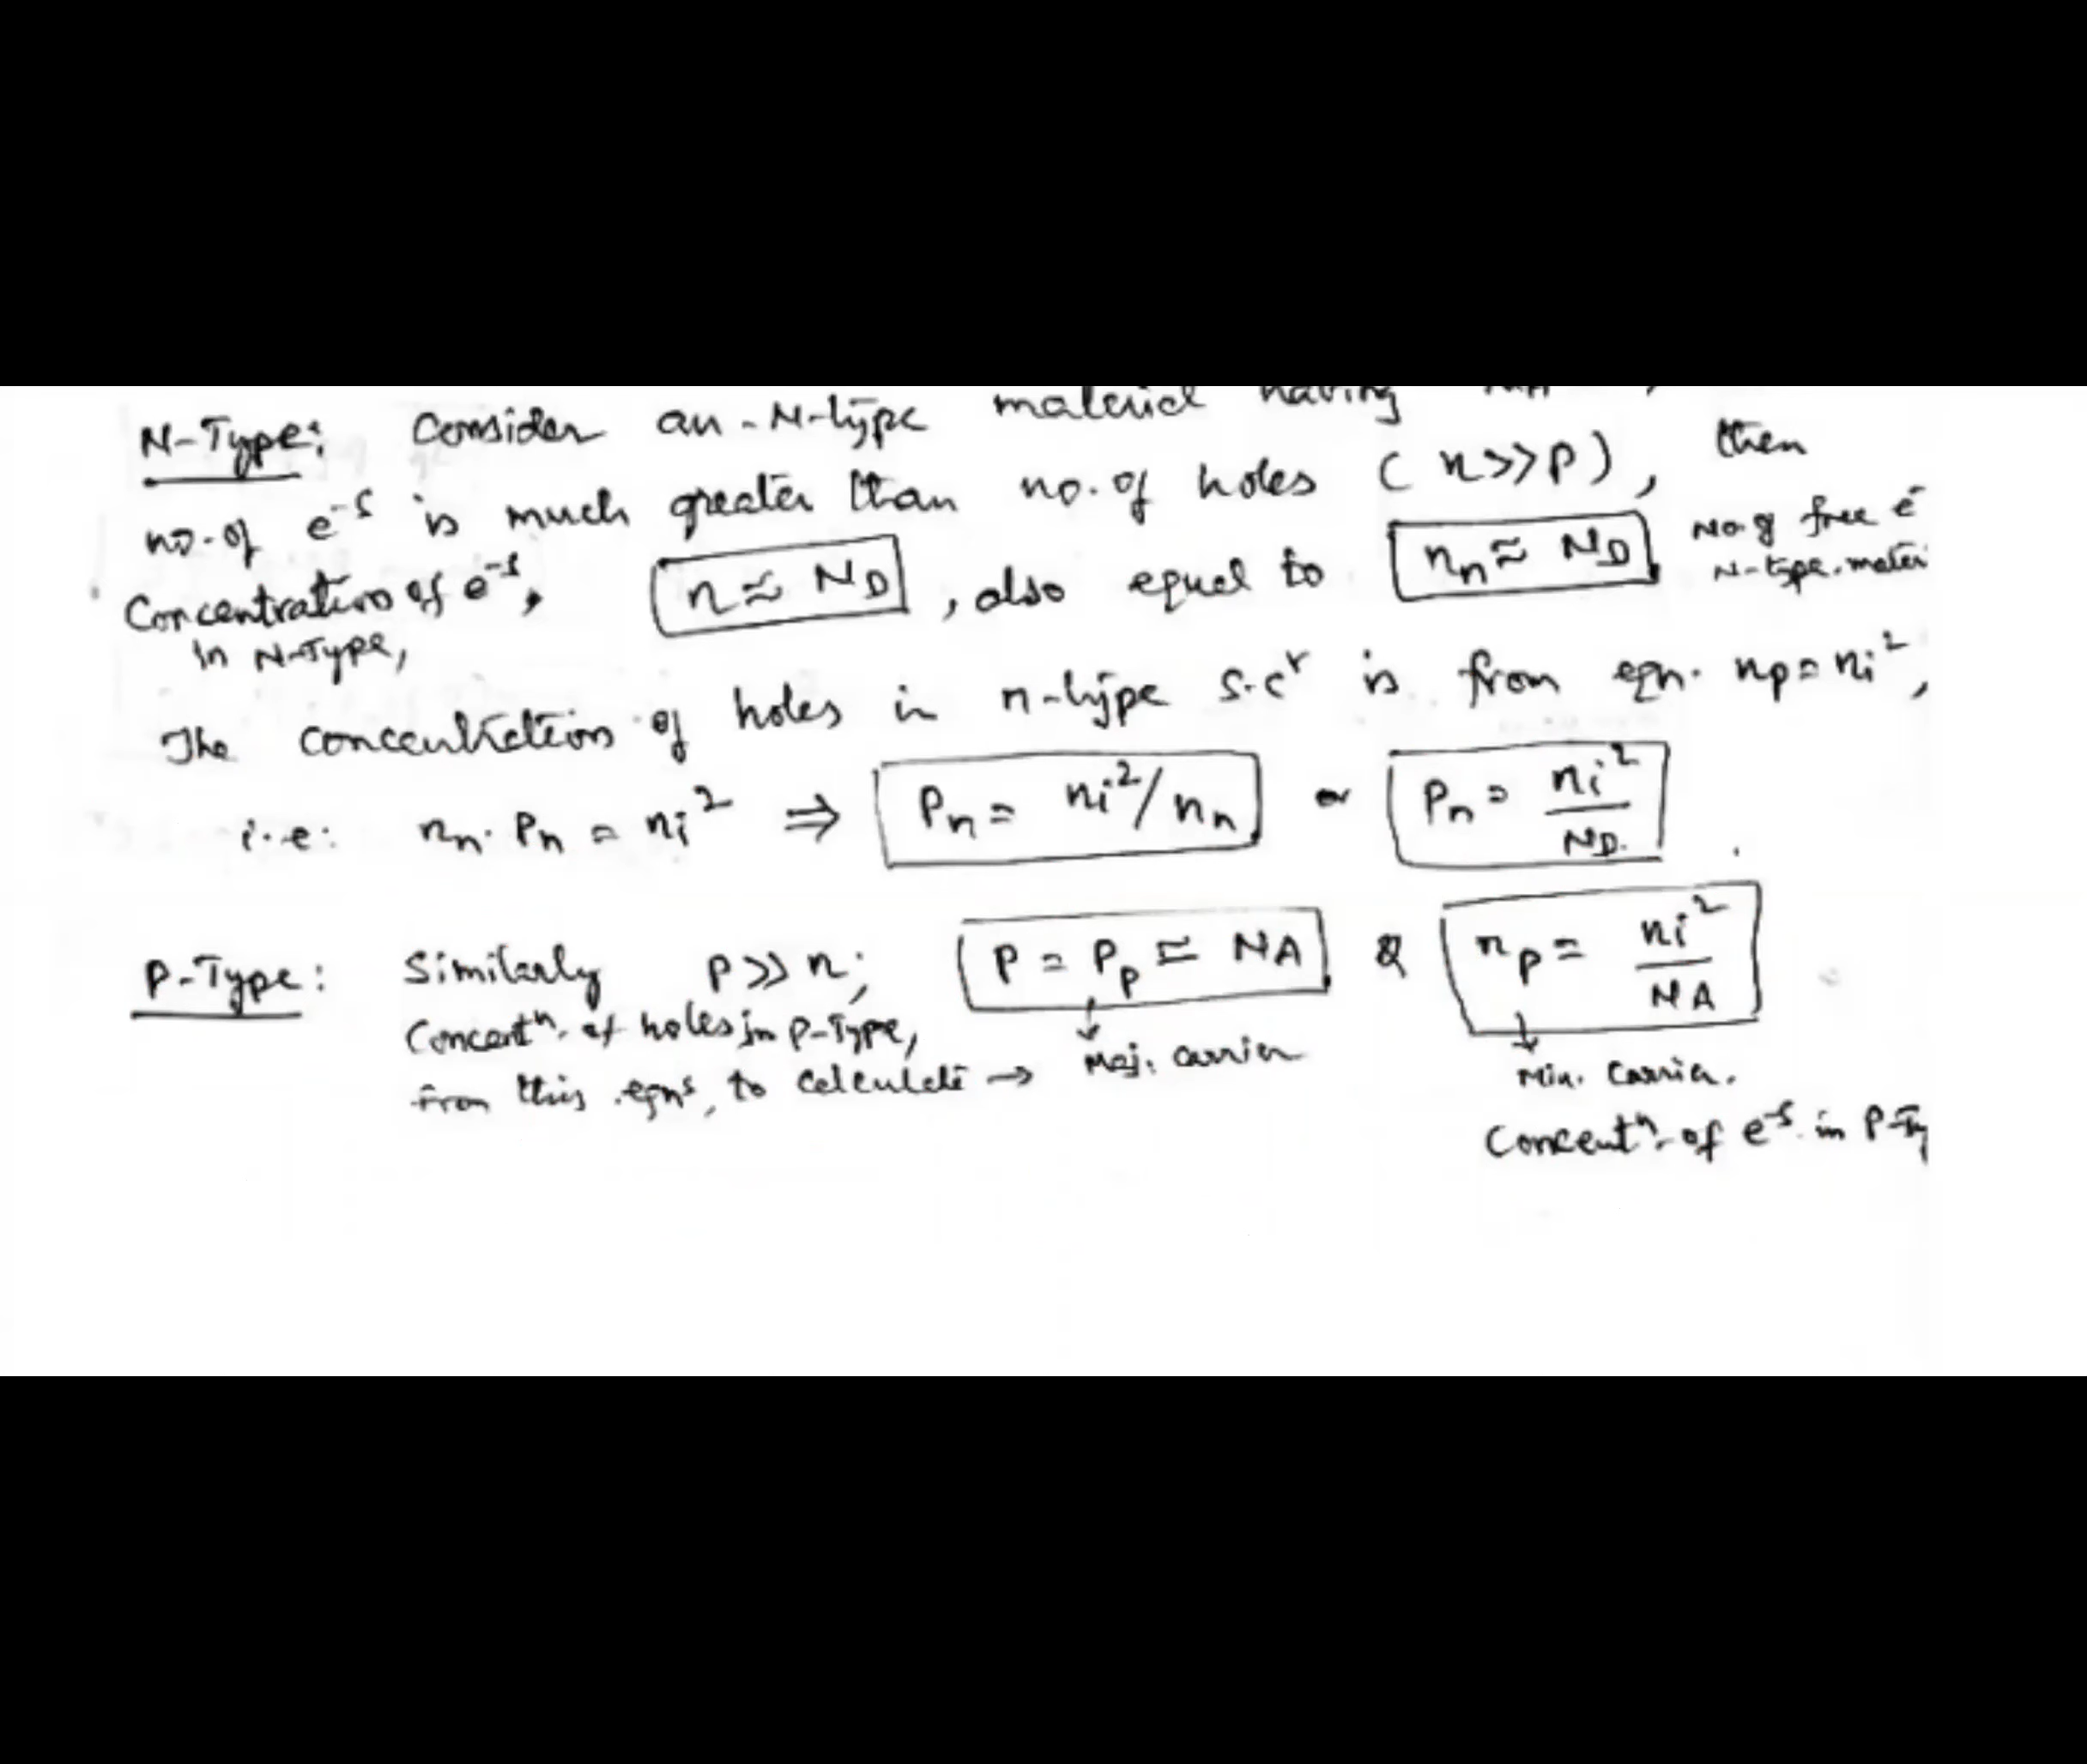 N-Type: Consider an N-type material having
no. of e⁻s is much greater than no. of holes (n>>p), then
Concentration of e⁻s, n ≈ ND, also equal to nn ≈ ND No. of free e⁻
in N-Type, N-type mater
The concentration of holes in n-type s.cr is from eqn. np = ni²,
i.e: nn . Pn = ni² ⇒ Pn = ni²/nn or Pn = ni²/ND.
P-Type: Similarly P>>n; P = Pp ≅ NA & np = ni²/NA
Concentn. of holes in P-Type,
From this eqns, to calculate → Maj. carrier Min. Carrier.
Concentn. of e⁻s in P-Ty